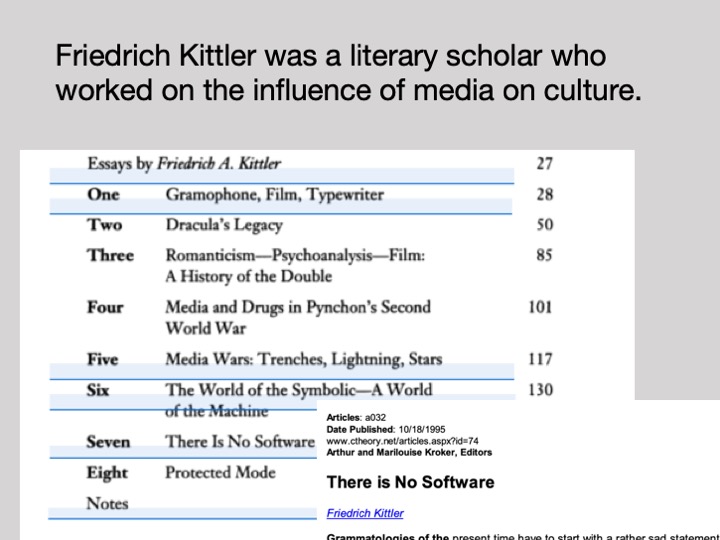 Friedrich Kittler was a literary scholar who
worked on the influence of media on culture.
Essays by Friedrich A. Kittler 27
One Gramophone, Film, Typewriter 28
Two Dracula's Legacy 50
Three Romanticism—Psychoanalysis—Film: 85
A History of the Double
Four Media and Drugs in Pynchon's Second 101
World War
Five Media Wars: Trenches, Lightning, Stars 117
Six The World of the Symbolic—A World 130
of the Machine
Seven There Is No Software
Eight Protected Mode
Notes
Articles: a032
Date Published: 10/18/1995
www.ctheory.net/articles.aspx?id=74
Arthur and Marilouise Kroker, Editors
There is No Software
Friedrich Kittler
Grammatologies of the present time have to start with a rather sad statement